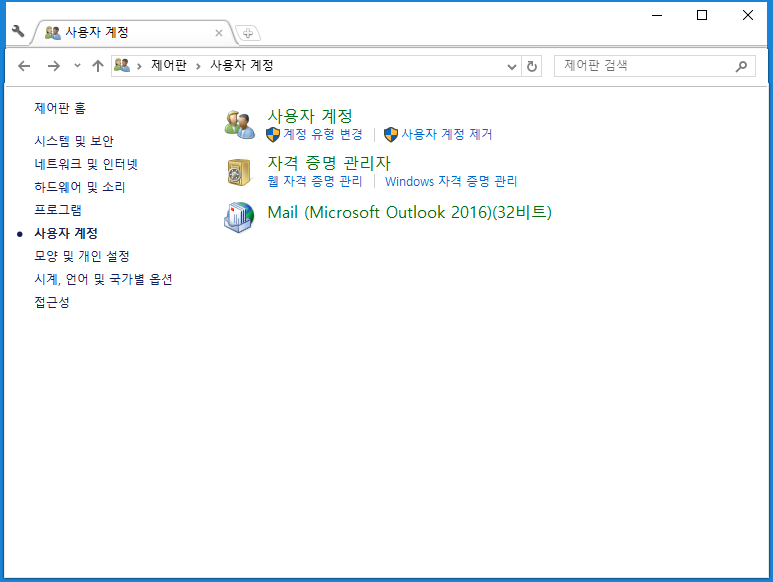 사용자 계정
제어판 사용자 계정
제어판 검색
제어판 홈
시스템 및 보안
네트워크 및 인터넷
하드웨어 및 소리
프로그램
사용자 계정
모양 및 개인 설정
시계, 언어 및 국가별 옵션
접근성
사용자 계정
계정 유형 변경 사용자 계정 제거
자격 증명 관리자
웹 자격 증명 관리 Windows 자격 증명 관리
Mail (Microsoft Outlook 2016)(32비트)